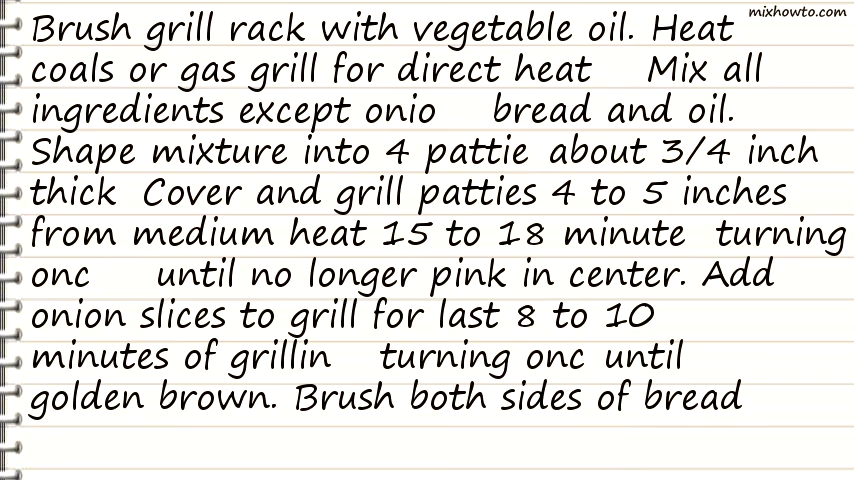 mixhowto.com
Brush grill rack with vegetable oil. Heat
coals or gas grill for direct heat Mix all
ingredients except onio bread and oil.
Shape mixture into 4 pattie about 3/4 inch
thick Cover and grill patties 4 to 5 inches
from medium heat 15 to 18 minute turning
onc until no longer pink in center. Add
onion slices to grill for last 8 to 10
minutes of grillin turning onc until
golden brown. Brush both sides of bread